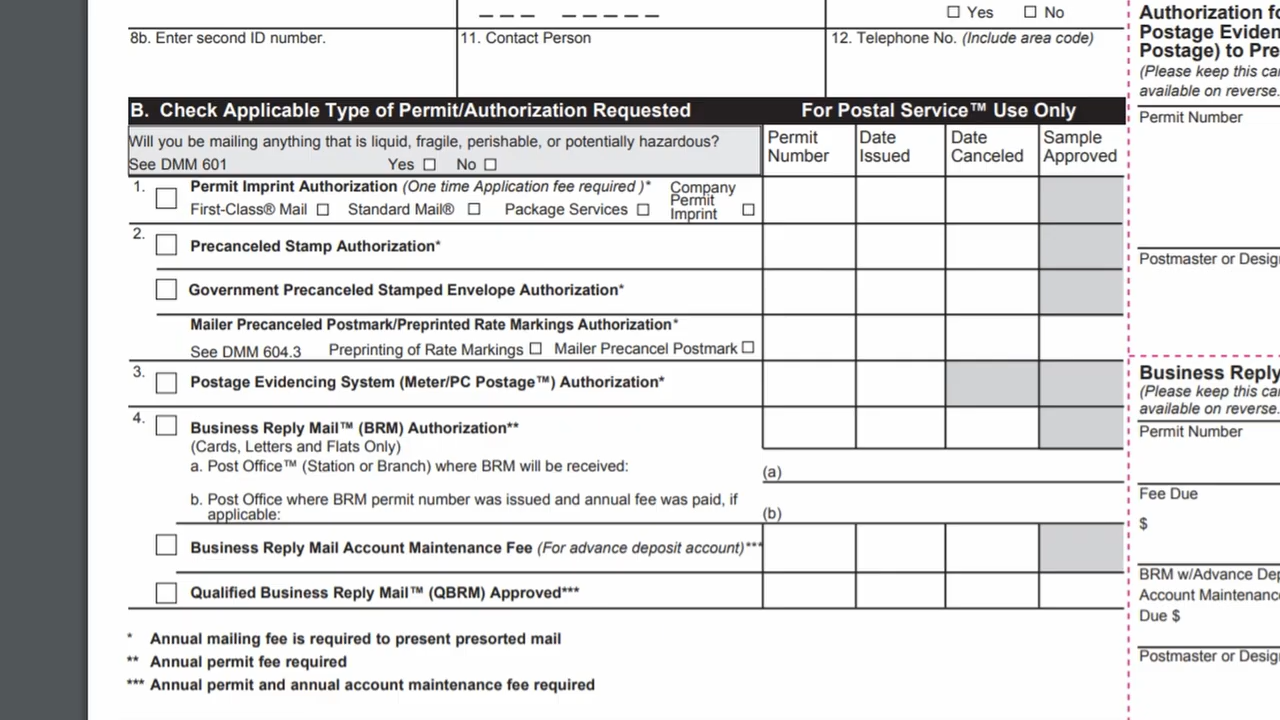 Yes No
8b. Enter second ID number.
11. Contact Person
12. Telephone No. (Include area code)
B. Check Applicable Type of Permit/Authorization Requested
For Postal Service™ Use Only
Will you be mailing anything that is liquid, fragile, perishable, or potentially hazardous?
See DMM 601 Yes No
Permit
Number
Date
Issued
Date
Canceled
Sample
Approved
1. Permit Imprint Authorization (One time Application fee required )*
First-Class® Mail Standard Mail® Package Services
Company
Permit
Imprint
2. Precanceled Stamp Authorization*
Government Precanceled Stamped Envelope Authorization*
Mailer Precanceled Postmark/Preprinted Rate Markings Authorization*
See DMM 604.3 Preprinting of Rate Markings Mailer Precancel Postmark
3. Postage Evidencing System (Meter/PC Postage™) Authorization*
4. Business Reply Mail™ (BRM) Authorization**
(Cards, Letters and Flats Only)
a. Post Office™ (Station or Branch) where BRM will be received:
(a)
b. Post Office where BRM permit number was issued and annual fee was paid, if
applicable:
(b)
Business Reply Mail Account Maintenance Fee (For advance deposit account)***
Qualified Business Reply Mail™ (QBRM) Approved***
* Annual mailing fee is required to present presorted mail
** Annual permit fee required
*** Annual permit and annual account maintenance fee required
Authorization fo
Postage Eviden
Postage) to Pre
(Please keep this ca
available on reverse.
Permit Number
Postmaster or Desig
Business Reply
(Please keep this ca
available on reverse.
Permit Number
Fee Due
$
BRM w/Advance Dep
Account Maintenance
Due $
Postmaster or Desig